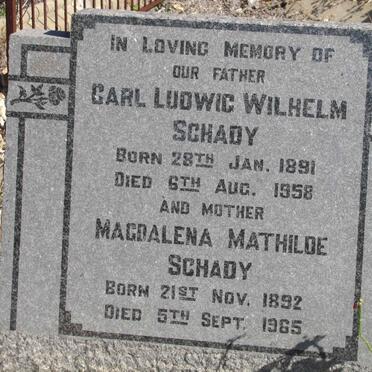 IN LOVING MEMORY OF
OUR FATHER
CARL LUDWIG WILHELM
SCHADY
BORN 28TH JAN. 1891
DIED 6TH AUG. 1958
AND MOTHER
MAGDALENA MATHILDE
SCHADY
BORN 21ST NOV. 1892
DIED 5TH SEPT. 1965